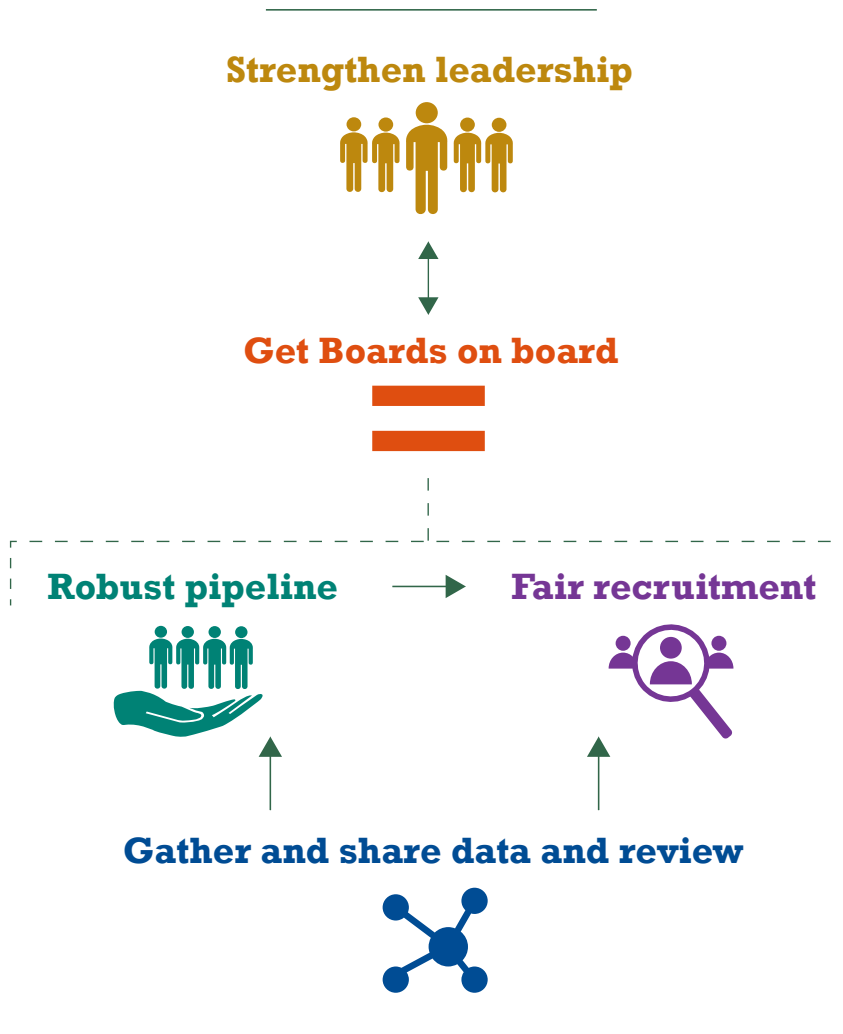 Strengthen leadership
Get Boards on board
Robust pipeline
Fair recruitment
Gather and share data and review